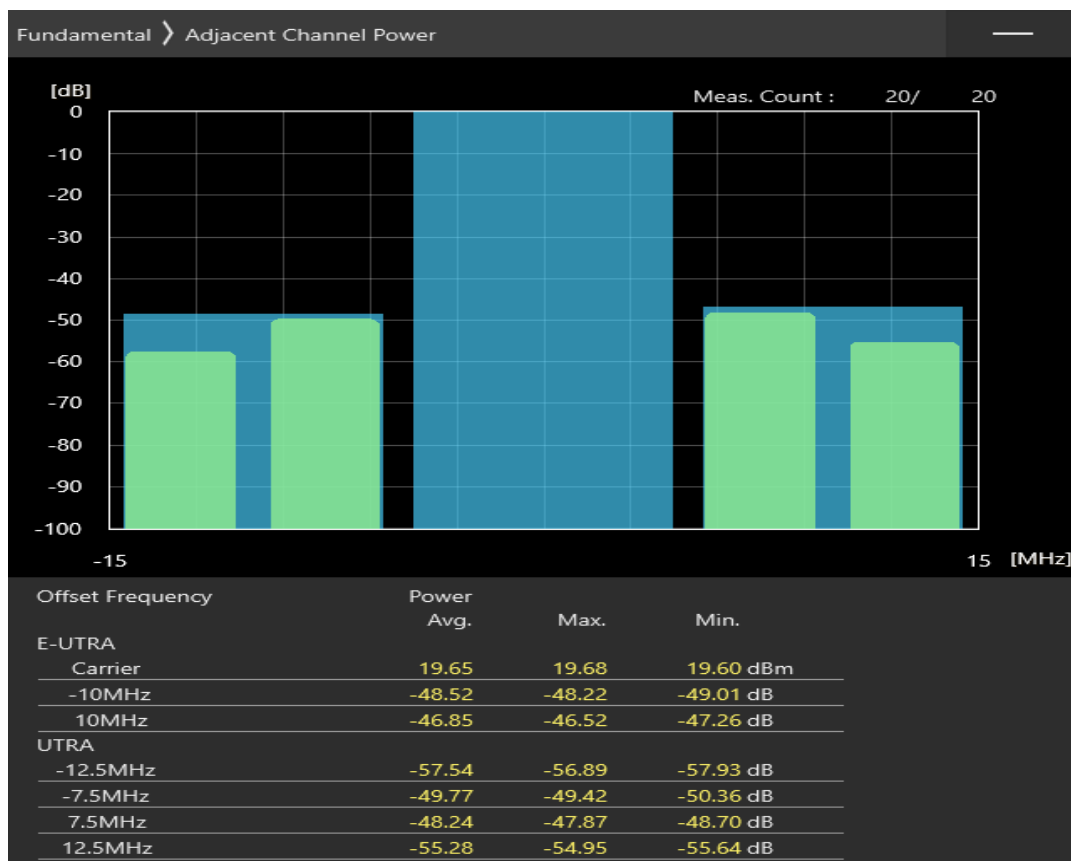 Fundamental 〉 Adjacent Channel Power
[dB]
Meas. Count : 20/ 20
0
-10
-20
-30
-40
-50
-60
-70
-80
-90
-100
-15 15 [MHz]
Offset Frequency Power
Avg. Max. Min.
E-UTRA
Carrier 19.65 19.68 19.60 dBm
-10MHz -48.52 -48.22 -49.01 dB
10MHz -46.85 -46.52 -47.26 dB
UTRA
-12.5MHz -57.54 -56.89 -57.93 dB
-7.5MHz -49.77 -49.42 -50.36 dB
7.5MHz -48.24 -47.87 -48.70 dB
12.5MHz -55.28 -54.95 -55.64 dB